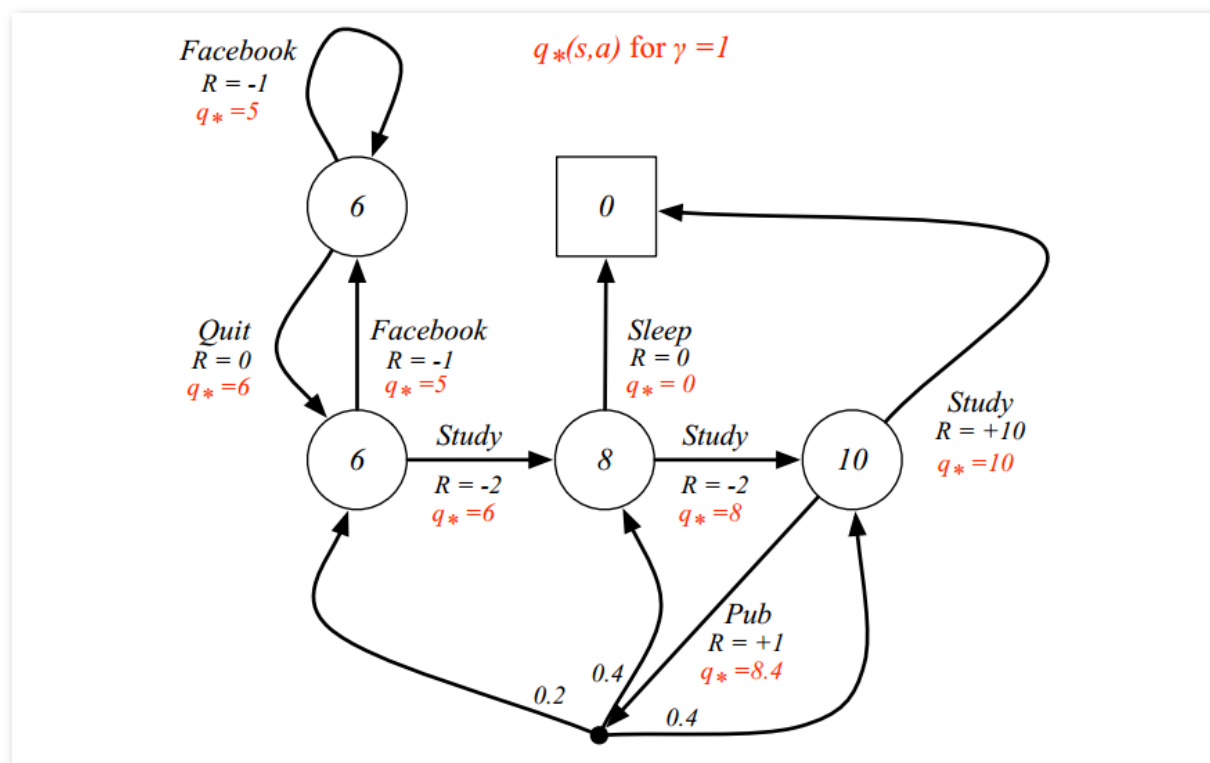 Facebook
R = -1
q* =5
q*(s,a) for γ =1
6
0
Quit
R = 0
q* =6
Facebook
R = -1
q* =5
Sleep
R = 0
q* = 0
Study
R = +10
q* =10
6
Study
R = -2
q* =6
8
Study
R = -2
q* =8
10
Pub
R = +1
q* =8.4
0.2
0.4
0.4